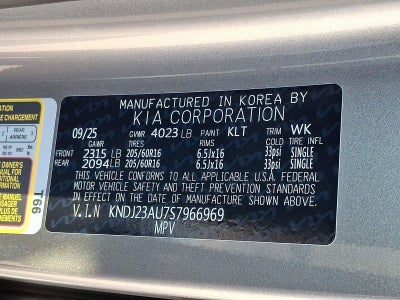 MANUFACTURED IN KOREA BY
KIA CORPORATION
09/25 GVWR 4023 LB PAINT KLT TRIM WK
GAWR TIRES RIMS COLD TIRE INFL
FRONT 2315 LB 205/60R16 6.5Jx16 33psi SINGLE
REAR 2094 LB 205/60R16 6.5Jx16 33psi SINGLE
THIS VEHICLE CONFORMS TO ALL APPLICABLE U.S.A. FEDERAL
MOTOR VEHICLE SAFETY AND THEFT PREVENTION STANDARDS
IN EFFECT ON THE DATE OF MANUFACTURE SHOWN ABOVE.
V.I.N KNDJ23AU7S7966969
MPV
REAR
ARRIÈRE
T66